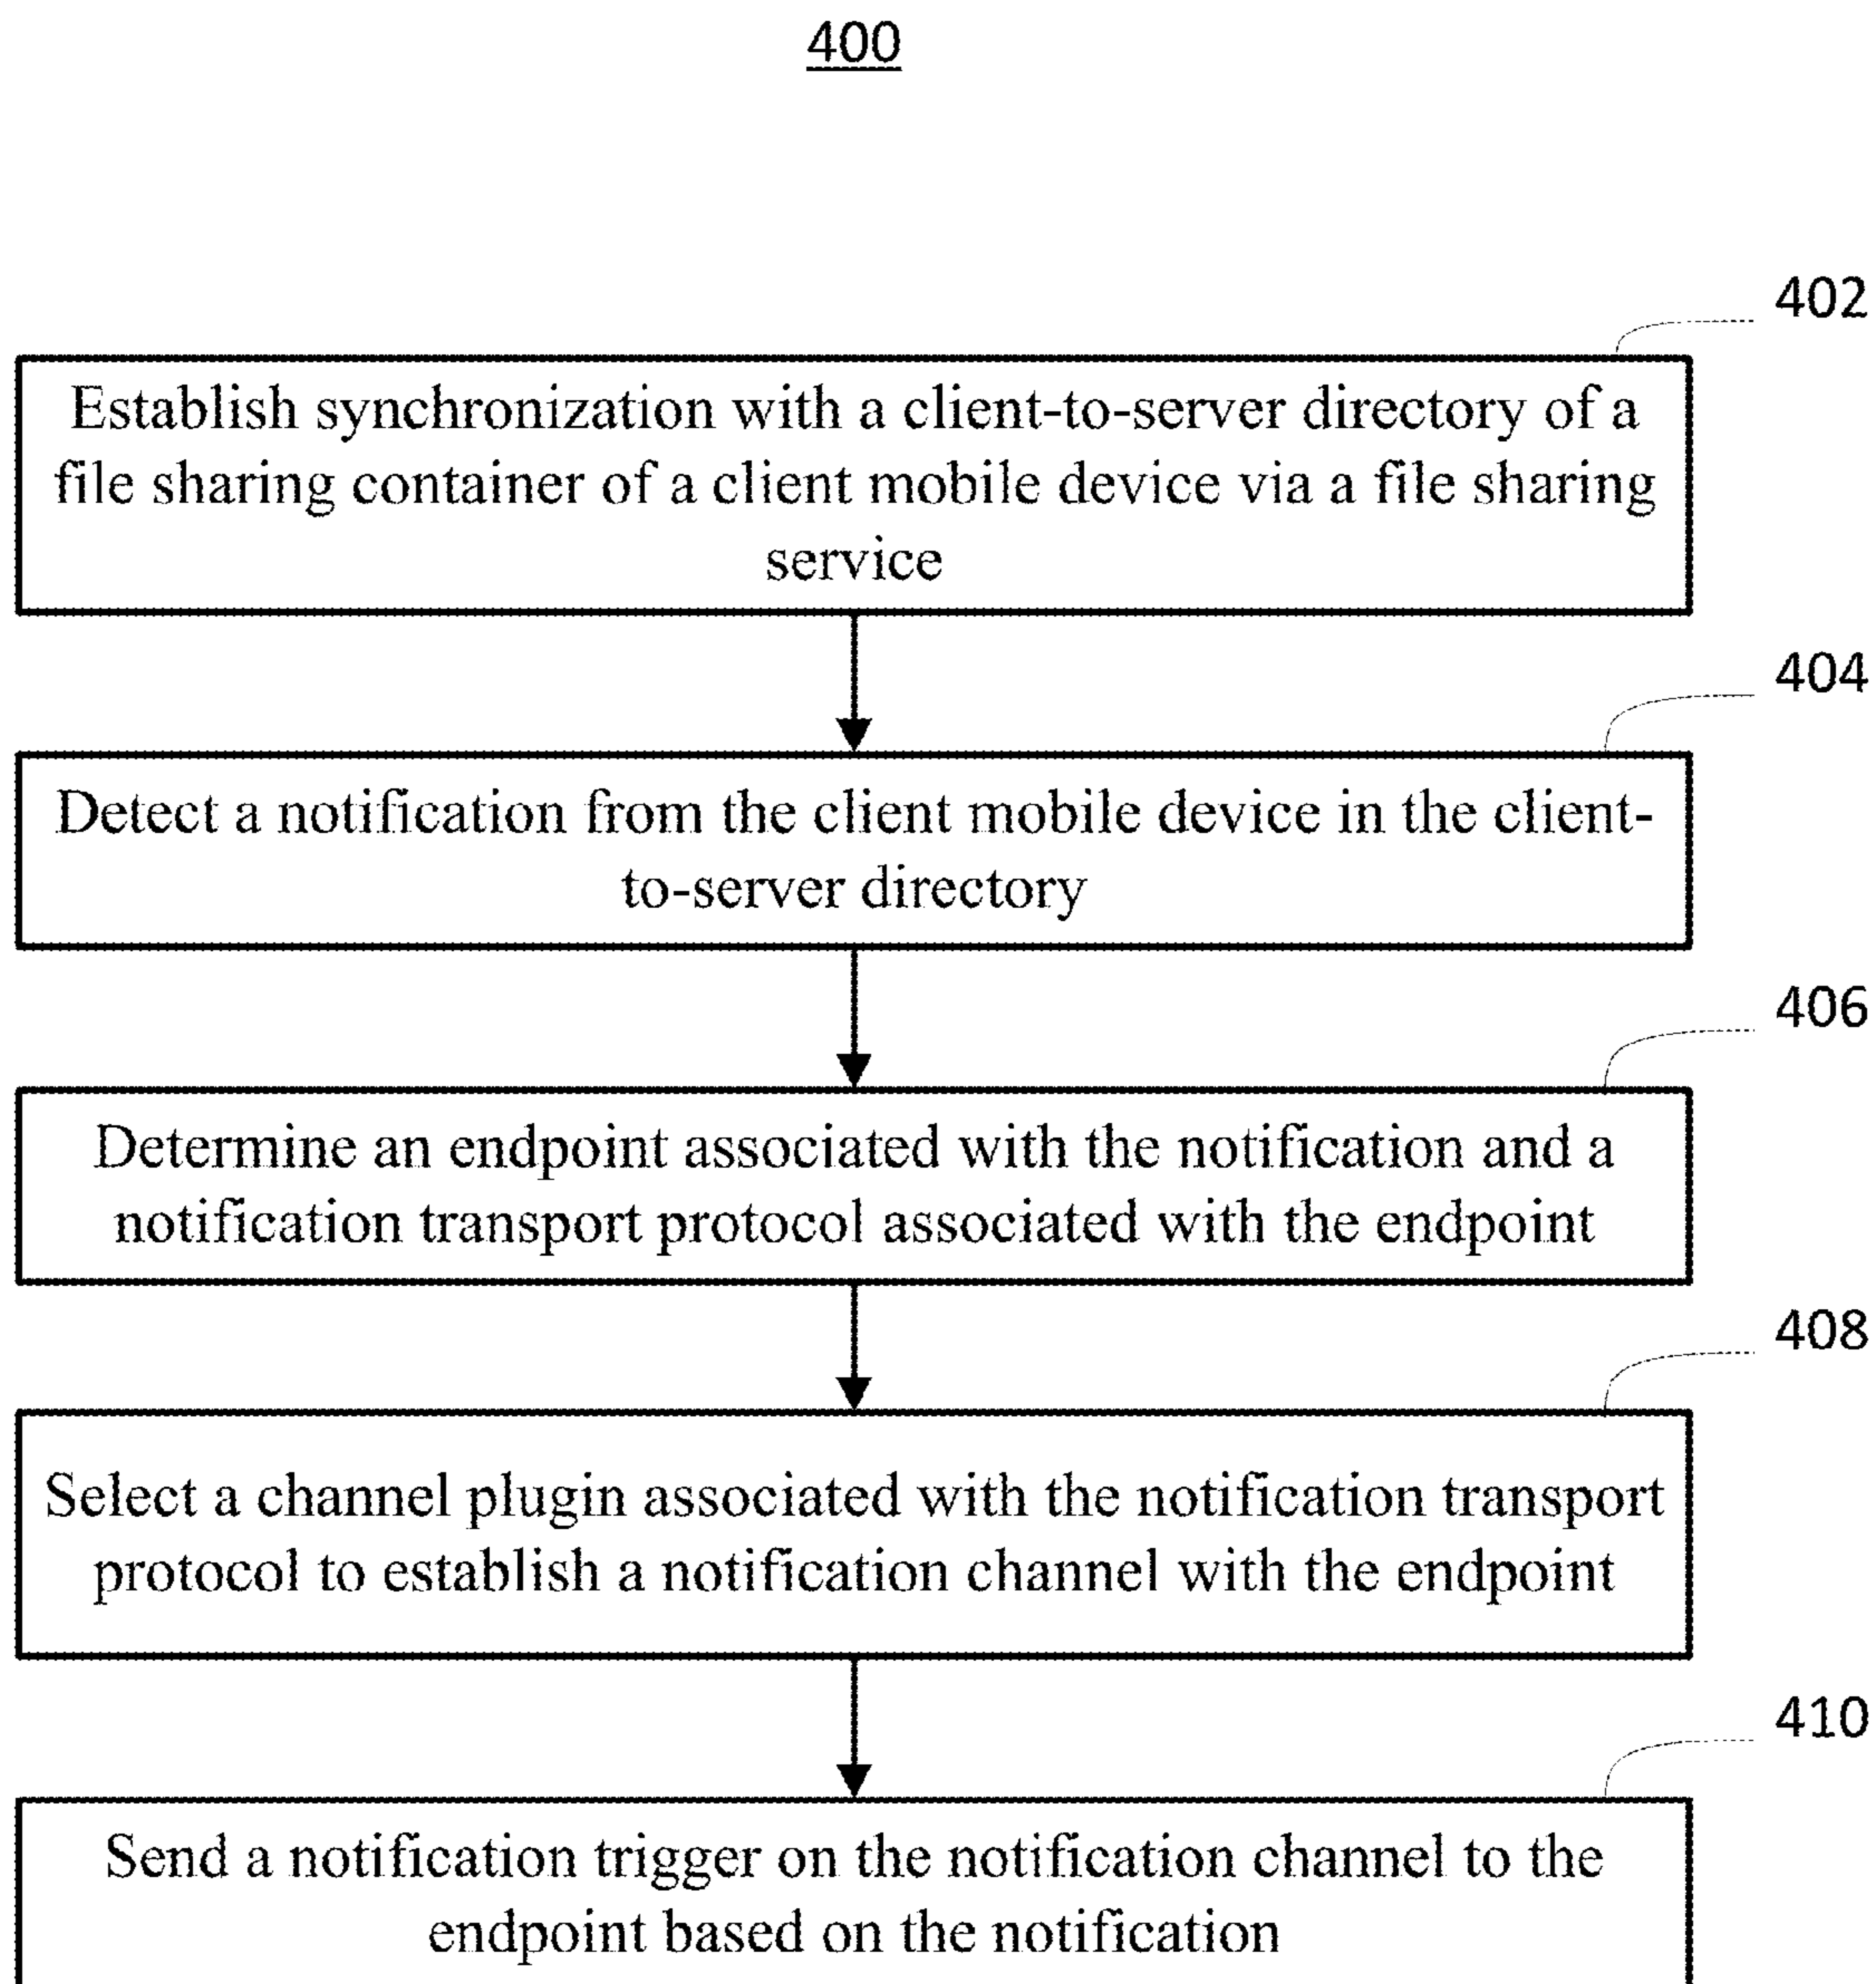 400
402
Establish synchronization with a client-to-server directory of a
file sharing container of a client mobile device via a file sharing
service
404
Detect a notification from the client mobile device in the client-
to-server directory
406
Determine an endpoint associated with the notification and a
notification transport protocol associated with the endpoint
408
Select a channel plugin associated with the notification transport
protocol to establish a notification channel with the endpoint
410
Send a notification trigger on the notification channel to the
endpoint based on the notification